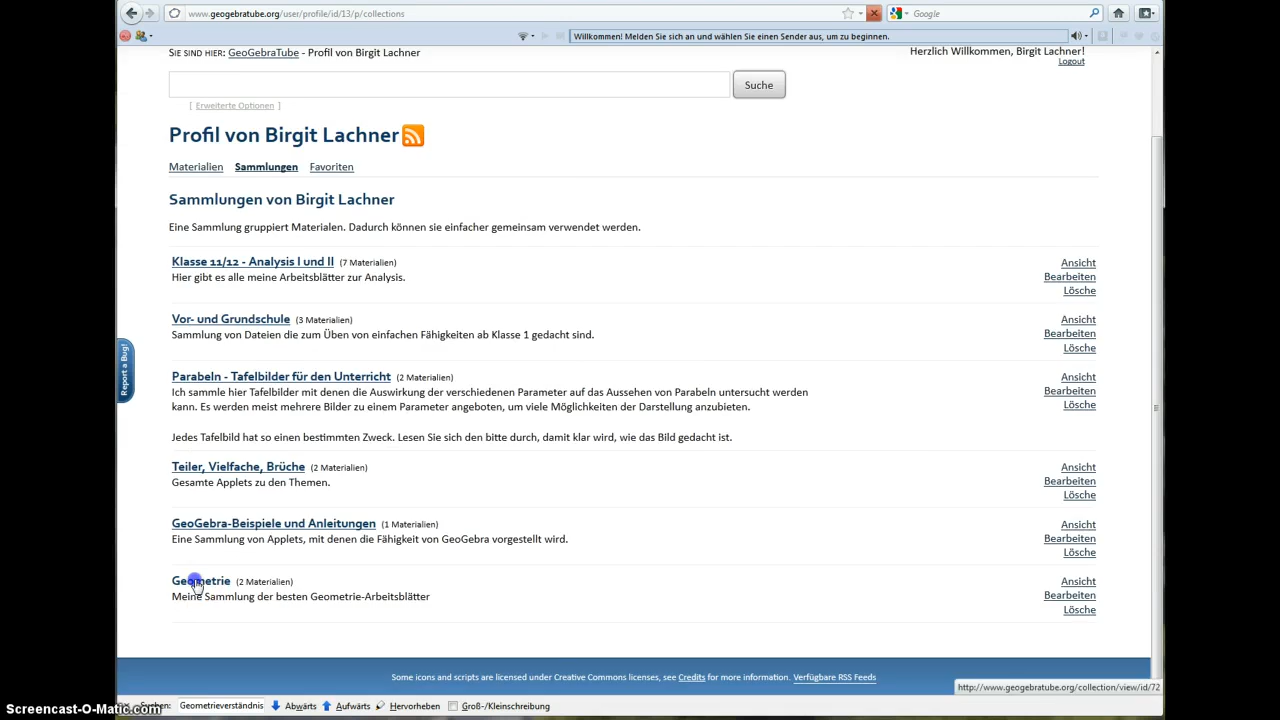 www.geogebratube.org/user/profile/id/13/p/collections
Google
Willkommen! Melden Sie sich an und wählen Sie einen Sender aus, um zu beginnen.
Sie sind hier: GeoGebraTube - Profil von Birgit Lachner
Herzlich Willkommen, Birgit Lachner!
Logout
Suche
[ Erweiterte Optionen ]
Profil von Birgit Lachner
Materialien Sammlungen Favoriten
Sammlungen von Birgit Lachner
Eine Sammlung gruppiert Materialen. Dadurch können sie einfacher gemeinsam verwendet werden.
Klasse 11/12 - Analysis I und II (7 Materialien)
Hier gibt es alle meine Arbeitsblätter zur Analysis.
Ansicht
Bearbeiten
Lösche
Vor- und Grundschule (3 Materialien)
Sammlung von Dateien die zum Üben von einfachen Fähigkeiten ab Klasse 1 gedacht sind.
Ansicht
Bearbeiten
Lösche
Parabeln - Tafelbilder für den Unterricht (2 Materialien)
Ich sammle hier Tafelbilder mit denen die Auswirkung der verschiedenen Parameter auf das Aussehen von Parabeln untersucht werden
kann. Es werden meist mehrere Bilder zu einem Parameter angeboten, um viele Möglichkeiten der Darstellung anzubieten.
Jedes Tafelbild hat so einen bestimmten Zweck. Lesen Sie sich den bitte durch, damit klar wird, wie das Bild gedacht ist.
Ansicht
Bearbeiten
Lösche
Teiler, Vielfache, Brüche (2 Materialien)
Gesamte Applets zu den Themen.
Ansicht
Bearbeiten
Lösche
GeoGebra-Beispiele und Anleitungen (1 Materialien)
Eine Sammlung von Applets, mit denen die Fähigkeit von GeoGebra vorgestellt wird.
Ansicht
Bearbeiten
Lösche
Geometrie (2 Materialien)
Meine Sammlung der besten Geometrie-Arbeitsblätter
Ansicht
Bearbeiten
Lösche
Report a Bug!
Some icons and scripts are licensed under Creative Commons licenses, see Credits for more information. Verfügbare RSS Feeds
http://www.geogebratube.org/collection/view/id/72
Suchen: Geometrieverständnis Abwärts Aufwärts Hervorheben Groß-/Kleinschreibung
Screencast-O-Matic.com